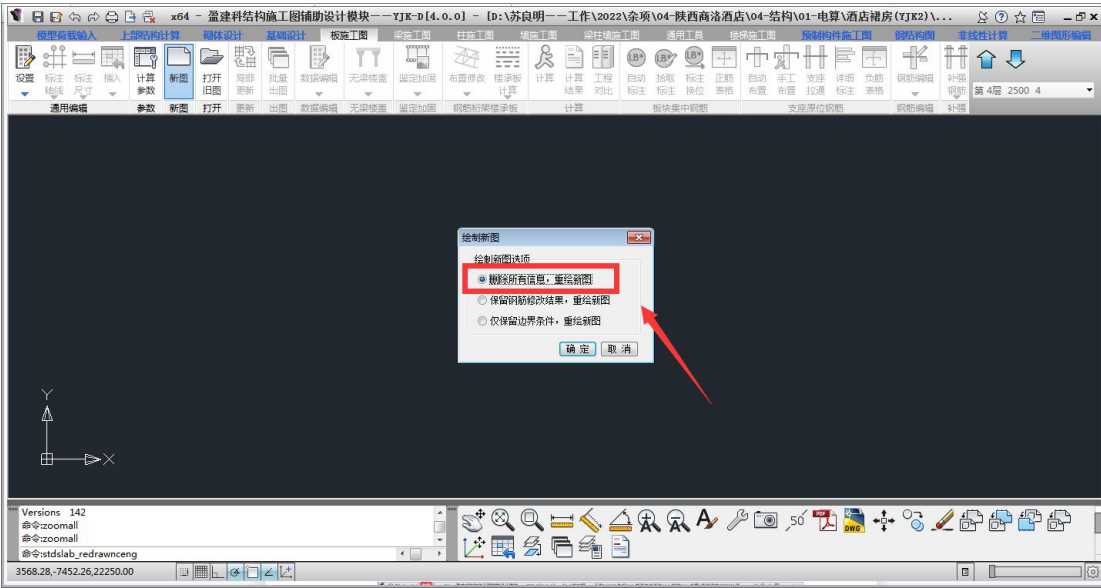 x64 - 盈建科结构施工图辅助设计模块--YJK-D[4.0.0] - [D:\苏良明--工作\2022\杂项\04-陕西商洛酒店\04-结构\01-电算\酒店裙房(YJK2)\...
模型荷载输入 上部结构计算 砌体设计 基础设计 板施工图 梁施工图 柱施工图 墙施工图 梁柱墙施工图 通用工具 楼梯施工图 预制构件施工图 钢结构图 非线性计算 二维图形编辑
设置 标注轴线 标注尺寸 插入 计算参数 新图 打开旧图 局部更新 批量出图 数据编辑 无梁楼盖 鉴定加固 布置修改 楼承板计算 计算 计算结果 工程对比 自动标注 拾取标注 标注换位 正筋表格 自动布置 手工布置 支座拉通 详细标注 负筋表格 钢筋编辑 补强钢筋 第 4层 2500 4
通用编辑 参数 新图 打开 更新 出图 数据编辑 无梁楼盖 鉴定加固 钢筋桁架楼承板 计算 板块集中钢筋 支座原位钢筋 钢筋编辑 补强
绘制新图
绘制新图选项
删除所有信息,重绘新图
保留钢筋修改结果,重绘新图
仅保留边界条件,重绘新图
确 定 取 消
Y
X
Versions 142
命令:zoomall
命令:zoomall
命令:stdslab_redrawnceng
3568.28,-7452.26,22250.00